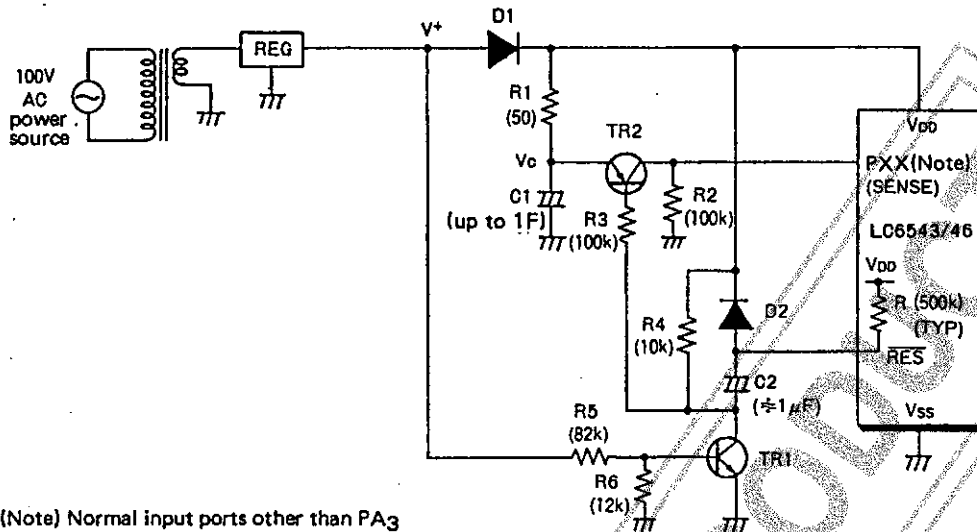 D1
V⁺
REG
100V
AC
power
source
R1
(50)
TR2
VDD
Vc
PXX(Note)
(SENSE)
C1
(up to 1F)
R3
(100k)
R2
(100k)
LC6543/46
VDD
R (500k)
(TYP)
D2
R4
(10k)
RES
C2
(≑1μF)
R5
(82k)
VSS
TR1
R6
(12k)
(Note) Normal input ports other than PA3